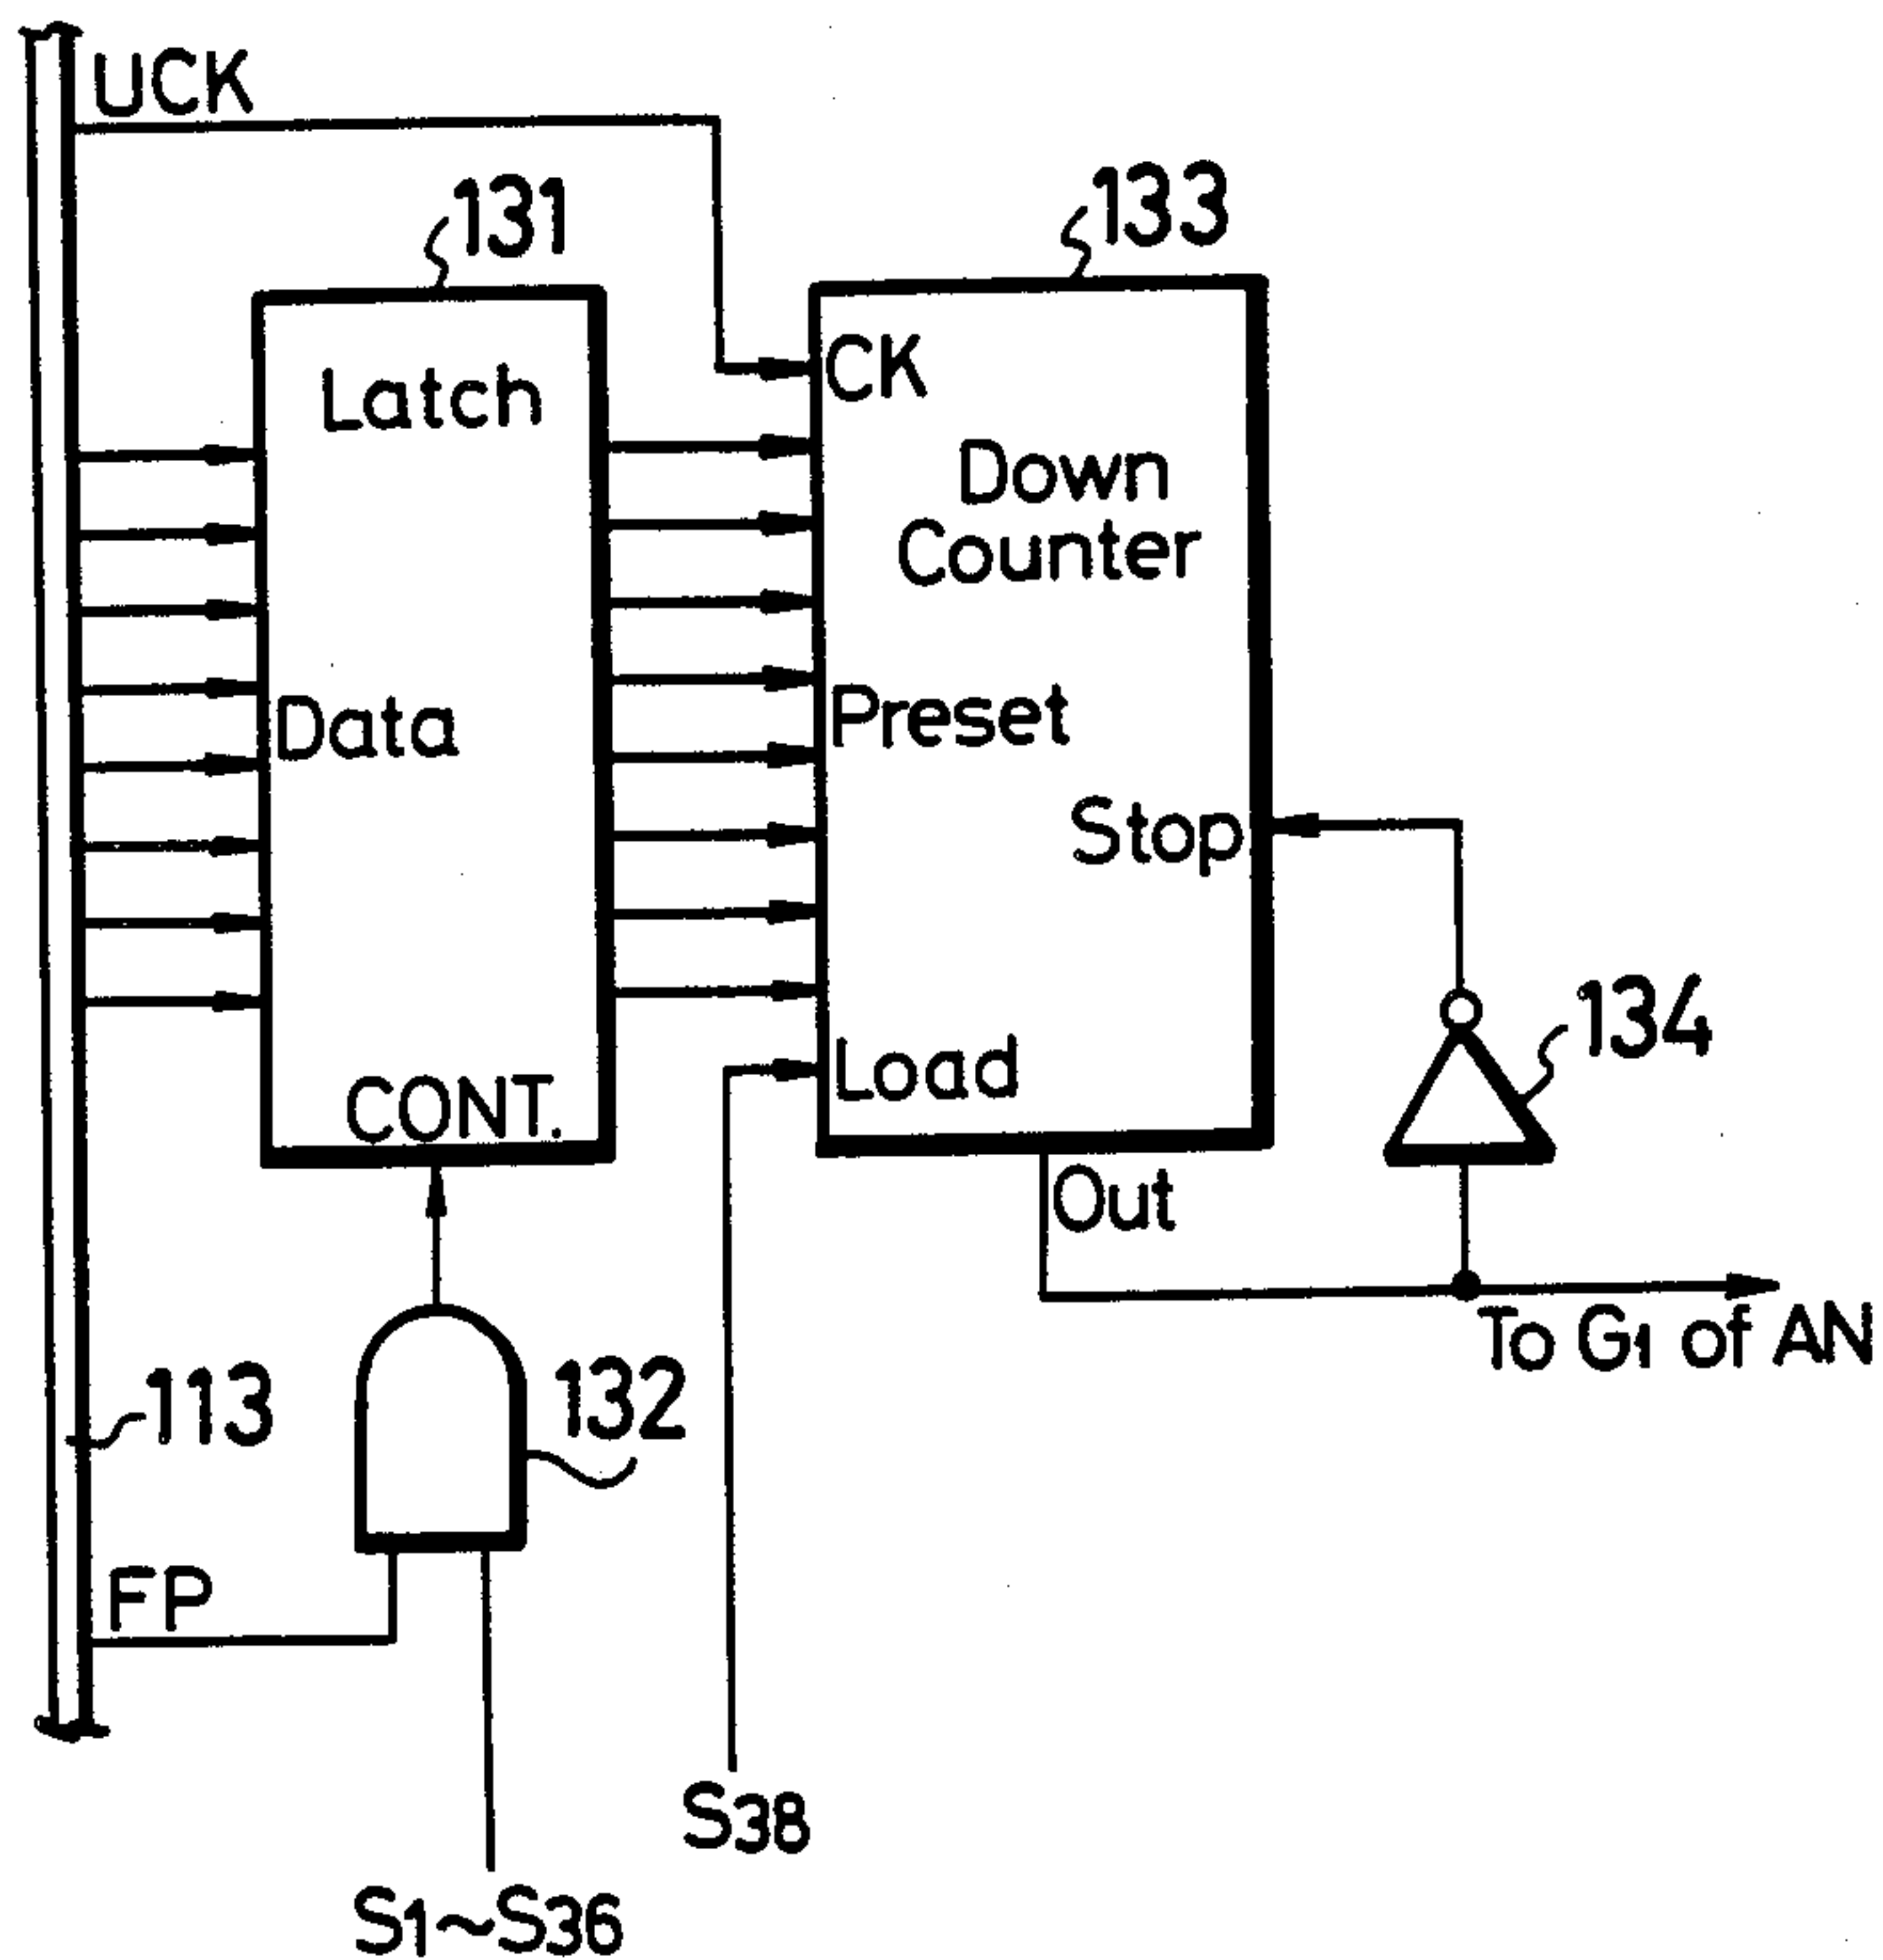 UCK
131
133
CK
Latch
Down
Counter
Data
Preset
Stop
134
Load
CONT.
Out
To G1 of AN
113
132
FP
S38
S1~S36